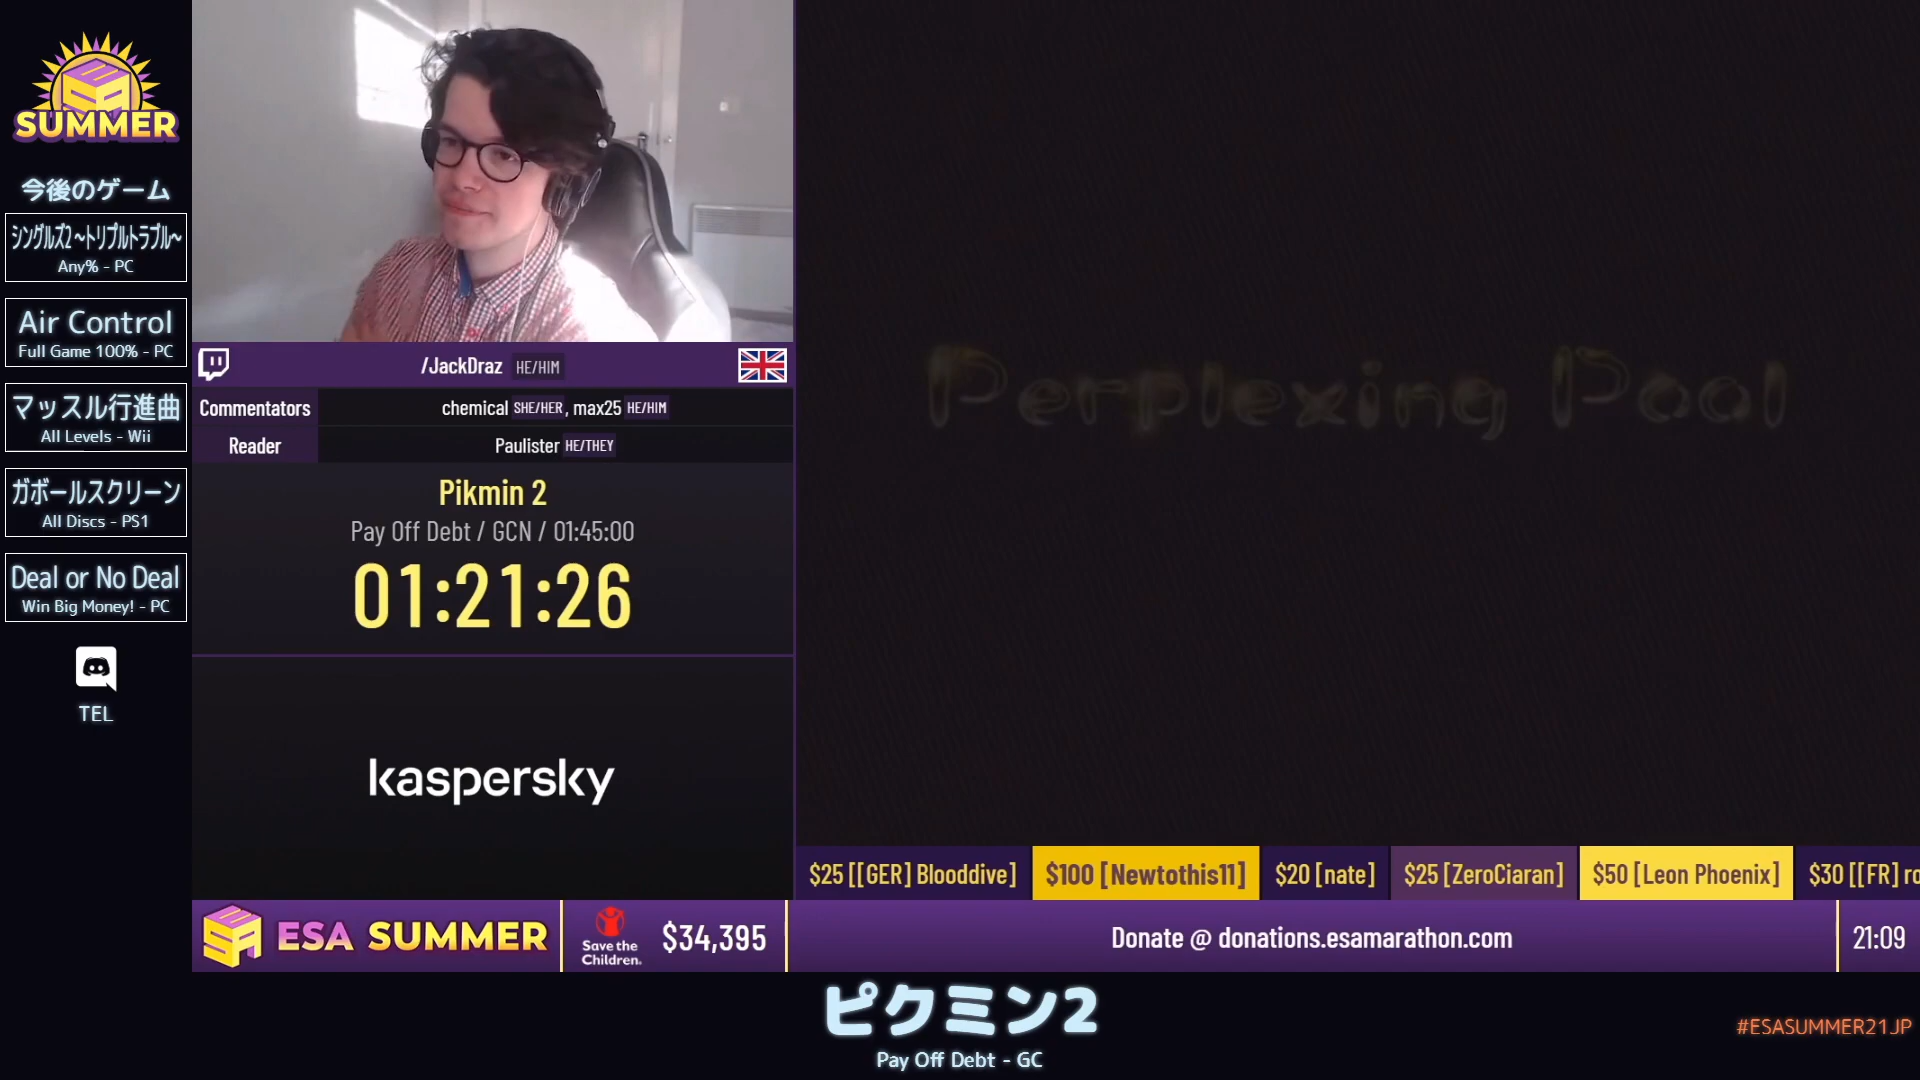 SUMMER
今後のゲーム
シングルズ2～トリプルトラブル～
Any% - PC
Air Control
Full Game 100% - PC
マッスル行進曲
All Levels - Wii
ガボールスクリーン
All Discs - PS1
Deal or No Deal
Win Big Money! - PC
TEL
/JackDraz HE/HIM
Commentators chemical SHE/HER, max25 HE/HIM
Reader Paulister HE/THEY
Pikmin 2
Pay Off Debt / GCN / 01:45:00
01:21:26
kaspersky
Perplexing Pool
$25 [[GER] Blooddive] $100 [Newtothis11] $20 [nate] $25 [ZeroCiaran] $50 [Leon Phoenix] $30 [[FR] ro
ESA SUMMER
Save the
Children.
$34,395
Donate @ donations.esamarathon.com
21:09
ピクミン2
Pay Off Debt - GC
#ESASUMMER21JP